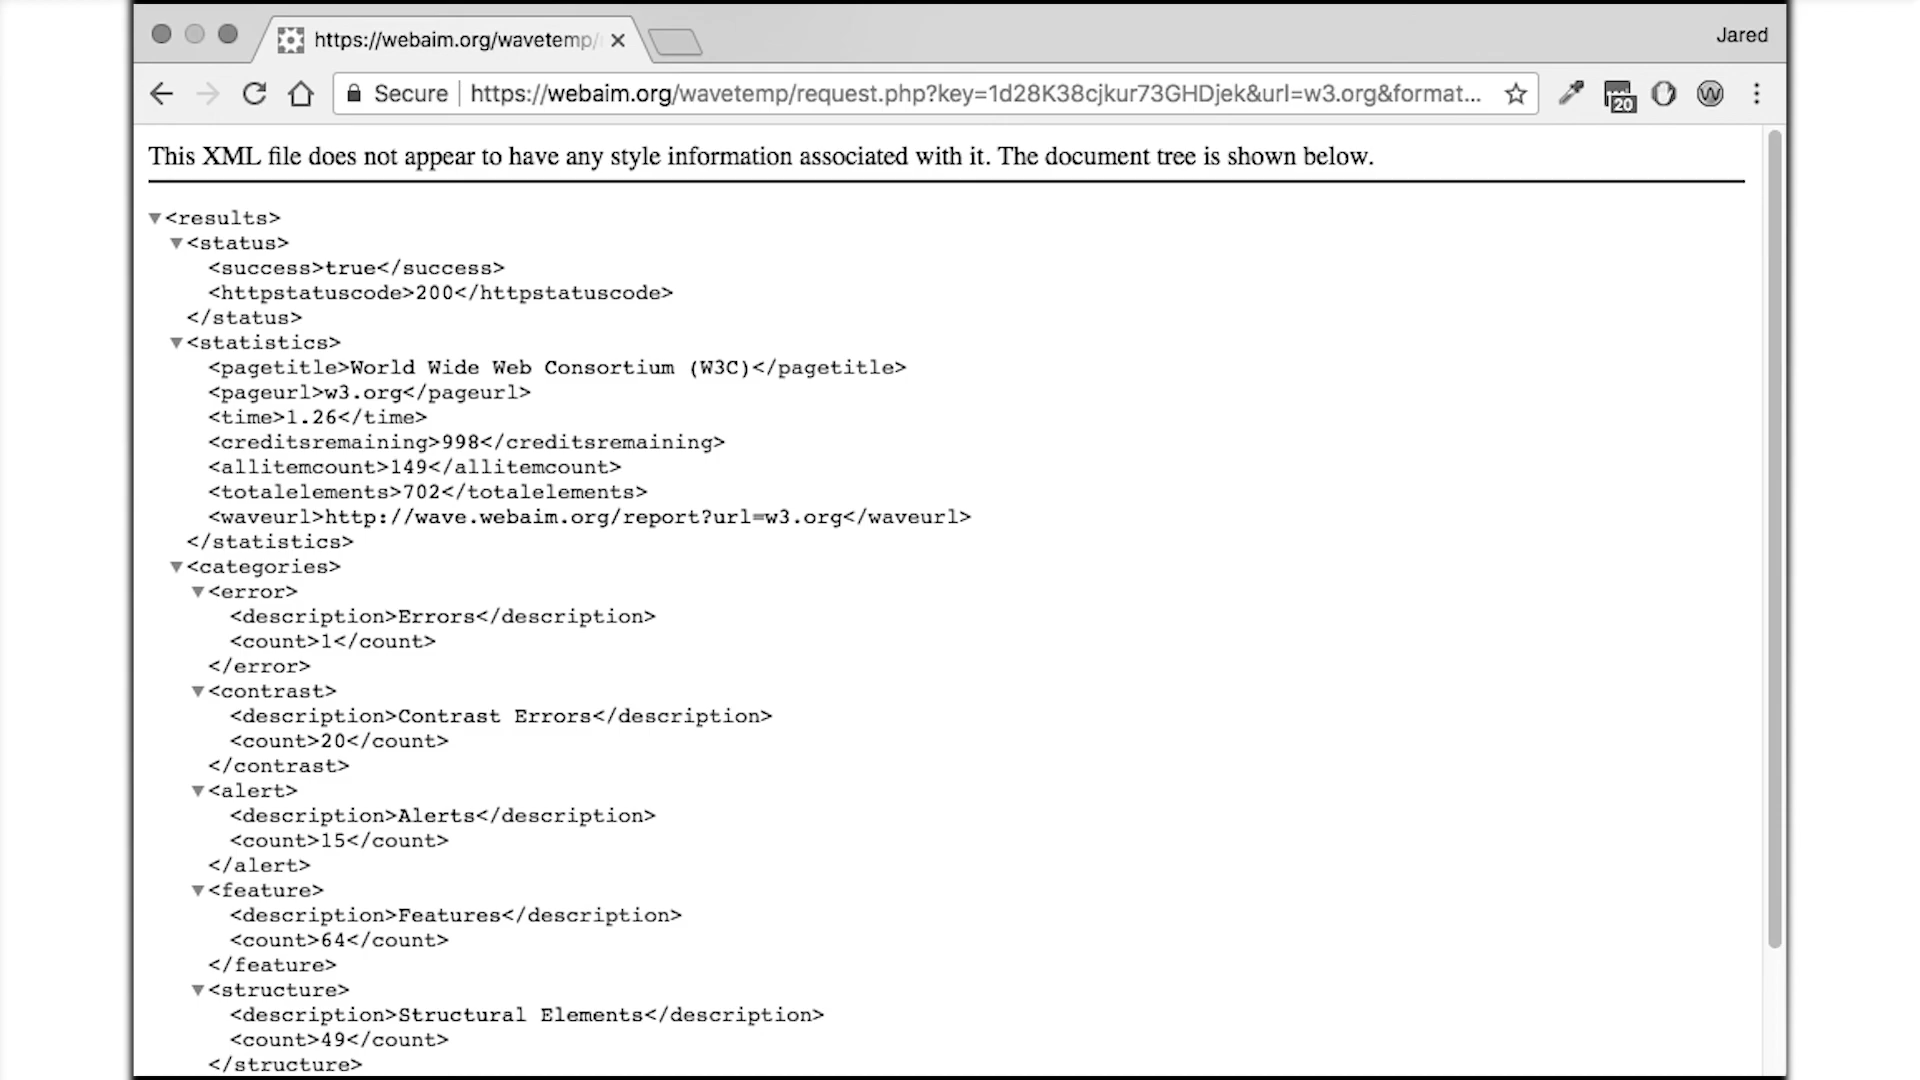 https://webaim.org/wavetemp/
Jared
Secure https://webaim.org/wavetemp/request.php?key=1d28K38cjkur73GHDjek&url=w3.org&format...
20
W
This XML file does not appear to have any style information associated with it. The document tree is shown below.
▼<results>
▼<status>
<success>true</success>
<httpstatuscode>200</httpstatuscode>
</status>
▼<statistics>
<pagetitle>World Wide Web Consortium (W3C)</pagetitle>
<pageurl>w3.org</pageurl>
<time>1.26</time>
<creditsremaining>998</creditsremaining>
<allitemcount>149</allitemcount>
<totalelements>702</totalelements>
<waveurl>http://wave.webaim.org/report?url=w3.org</waveurl>
</statistics>
▼<categories>
▼<error>
<description>Errors</description>
<count>1</count>
</error>
▼<contrast>
<description>Contrast Errors</description>
<count>20</count>
</contrast>
▼<alert>
<description>Alerts</description>
<count>15</count>
</alert>
▼<feature>
<description>Features</description>
<count>64</count>
</feature>
▼<structure>
<description>Structural Elements</description>
<count>49</count>
</structure>